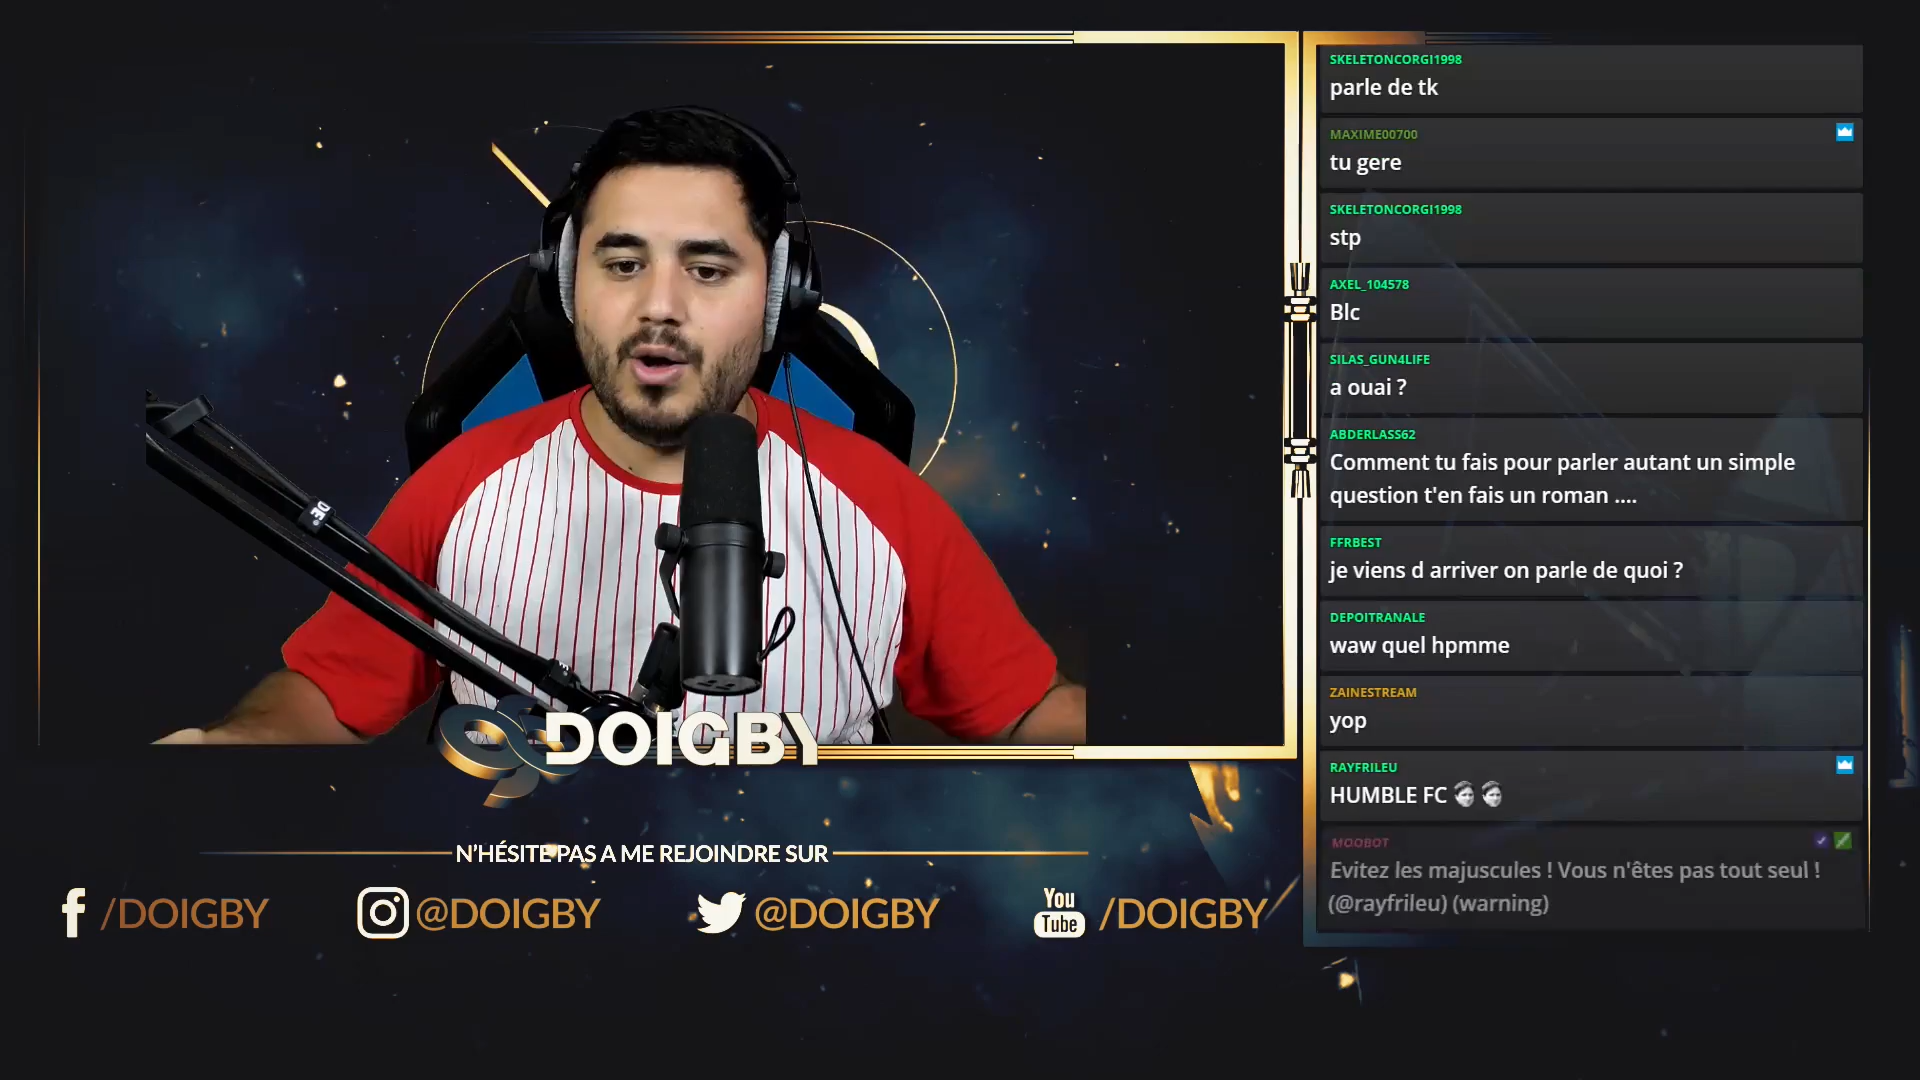 SKELETONCORGI1998
parle de tk
MAXIME00700
tu gere
SKELETONCORGI1998
stp
AXEL_104578
Blc
SILAS_GUN4LIFE
a ouai ?
ABDERLASS62
Comment tu fais pour parler autant un simple
question t'en fais un roman ....
FFRBEST
je viens d arriver on parle de quoi ?
DEPOITRANALE
waw quel hpmme
ZAINESTREAM
yop
RAYFRILEU
HUMBLE FC
MOOBOT
Evitez les majuscules ! Vous n'êtes pas tout seul !
(@rayfrileu) (warning)
DOIGBY
N'HÉSITE PAS A ME REJOINDRE SUR
/DOIGBY
@DOIGBY
@DOIGBY
You
Tube
/DOIGBY